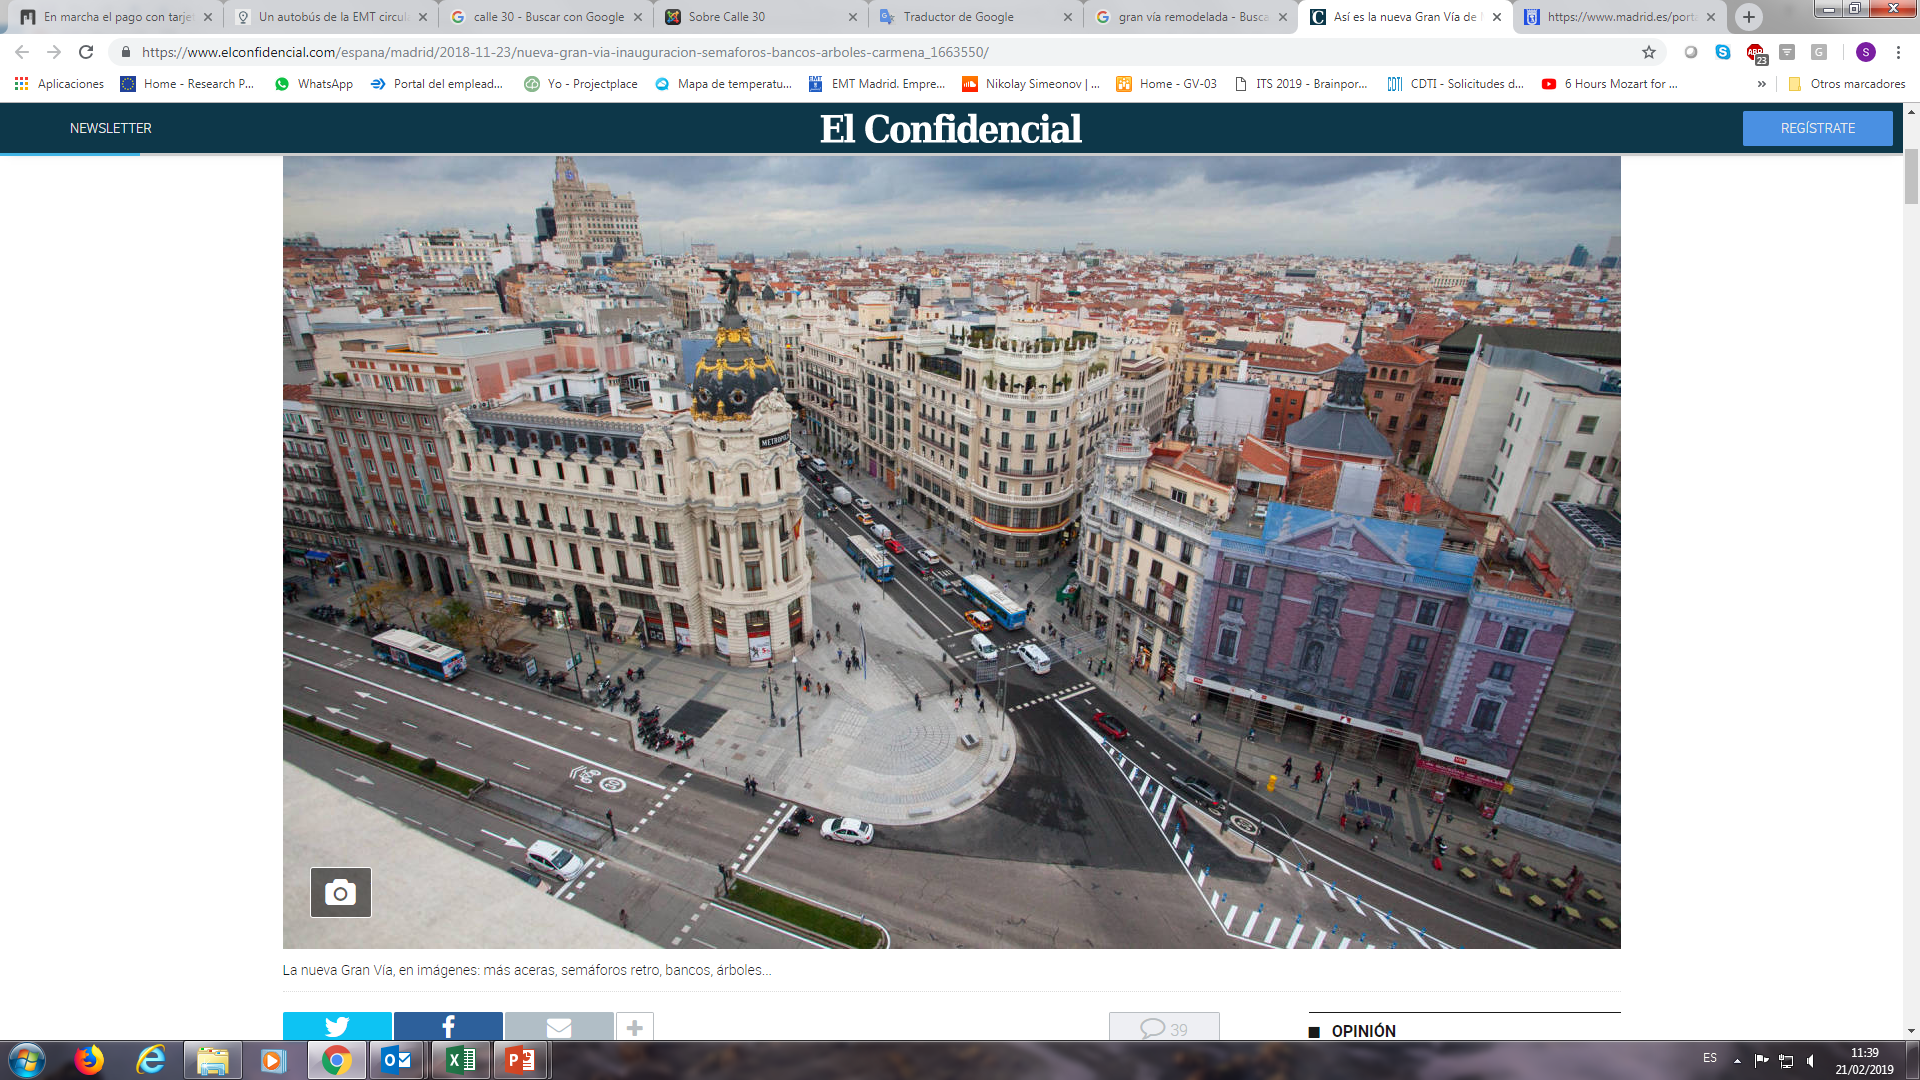 En marcha el pago con tarje
Un autobús de la EMT circula
calle 30 - Buscar con Google
Sobre Calle 30
Traductor de Google
gran vía remodelada - Busca
Así es la nueva Gran Vía de
https://www.madrid.es/porta
https://www.elconfidencial.com/espana/madrid/2018-11-23/nueva-gran-via-inauguracion-semaforos-bancos-arboles-carmena_1663550/
ABP
23
G
S
Aplicaciones
Home - Research P...
WhatsApp
Portal del emplead...
Yo - Projectplace
Mapa de temperatu...
EMT Madrid. Empre...
Nikolay Simeonov | ...
Home - GV-03
ITS 2019 - Brainpor...
CDTI - Solicitudes d...
6 Hours Mozart for ...
»
Otros marcadores
NEWSLETTER
El Confidencial
REGÍSTRATE
METROPOLIS
TAXI
La nueva Gran Vía, en imágenes: más aceras, semáforos retro, bancos, árboles...
39
OPINIÓN
ES
11:39
21/02/2019